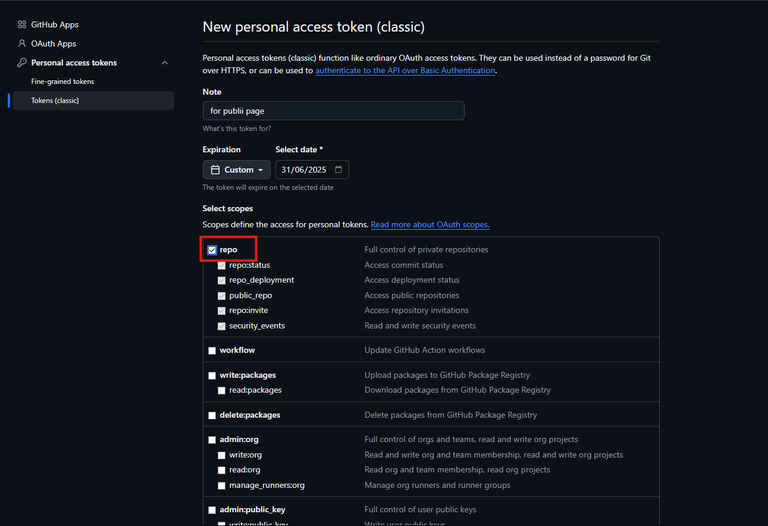 GitHub Apps
OAuth Apps
Personal access tokens
Fine-grained tokens
Tokens (classic)
New personal access token (classic)
Personal access tokens (classic) function like ordinary OAuth access tokens. They can be used instead of a password for Git
over HTTPS, or can be used to authenticate to the API over Basic Authentication.
Note
for publii page
What's this token for?
Expiration Select date *
Custom 31/06/2025
The token will expire on the selected date
Select scopes
Scopes define the access for personal tokens. Read more about OAuth scopes.
repo Full control of private repositories
repo:status Access commit status
repo_deployment Access deployment status
public_repo Access public repositories
repo:invite Access repository invitations
security_events Read and write security events
workflow Update GitHub Action workflows
write:packages Upload packages to GitHub Package Registry
read:packages Download packages from GitHub Package Registry
delete:packages Delete packages from GitHub Package Registry
admin:org Full control of orgs and teams, read and write org projects
write:org Read and write org and team membership, read and write org projects
read:org Read org and team membership, read org projects
manage_runners:org Manage org runners and runner groups
admin:public_key Full control of user public keys
write:public_key Write user public keys